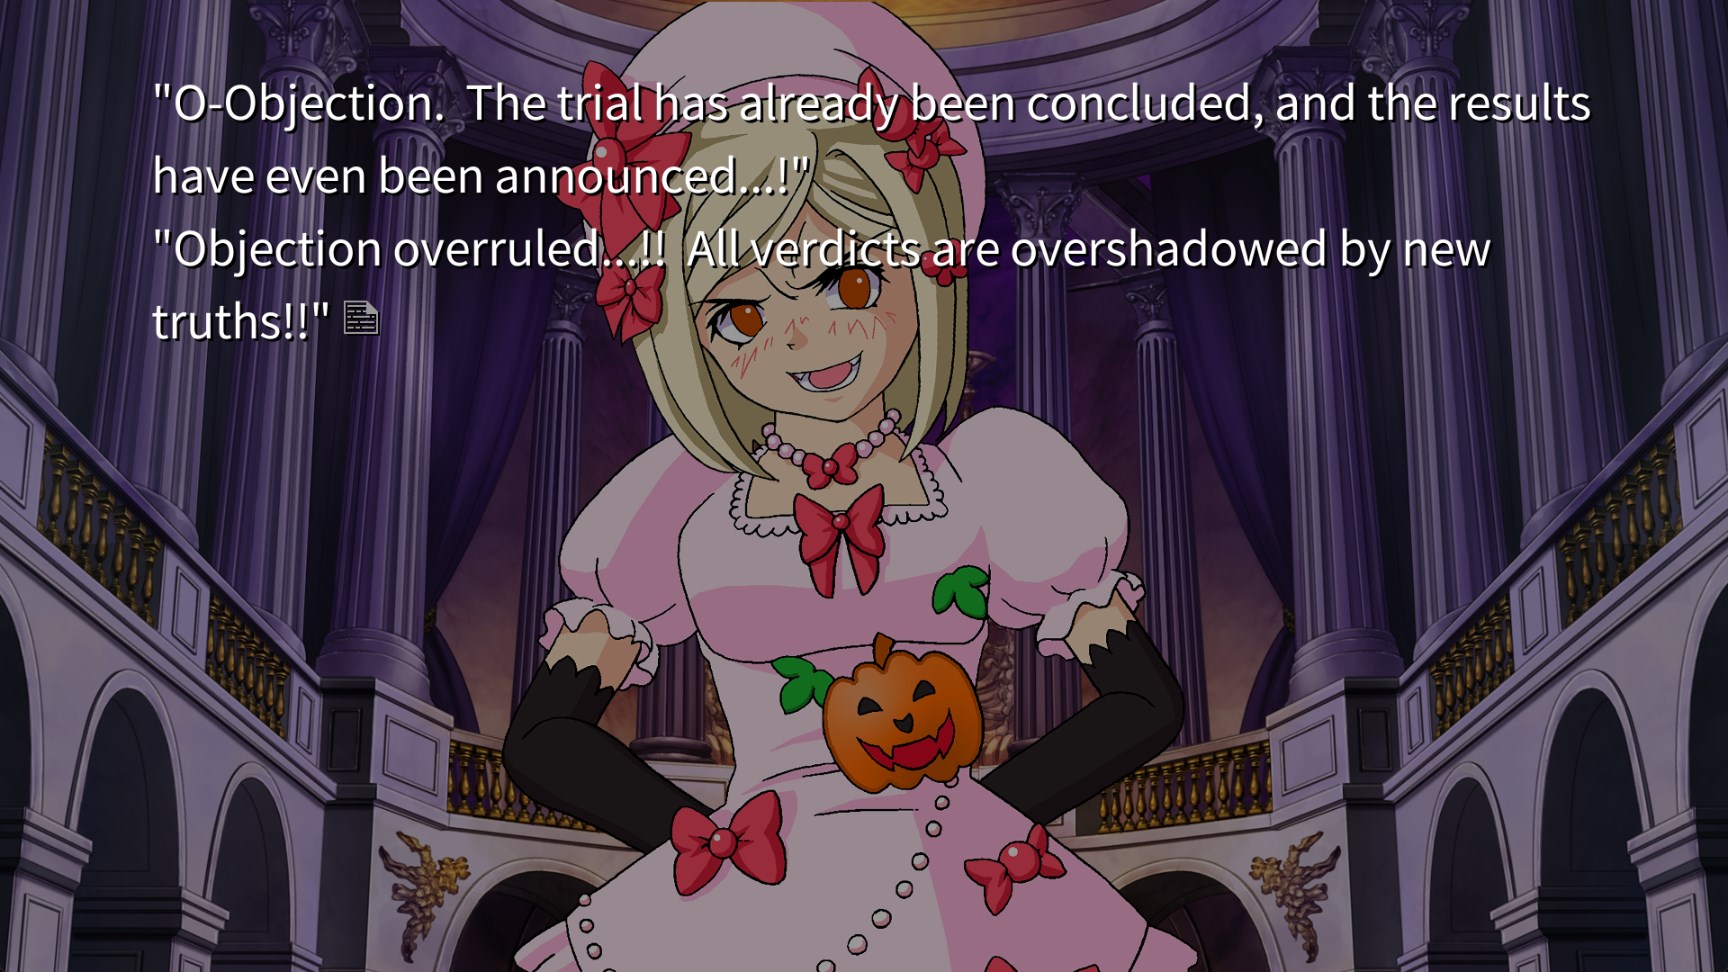 "O-Objection.  The trial has already been concluded, and the results
have even been announced...!"
"Objection overruled...!!  All verdicts are overshadowed by new
truths!!"